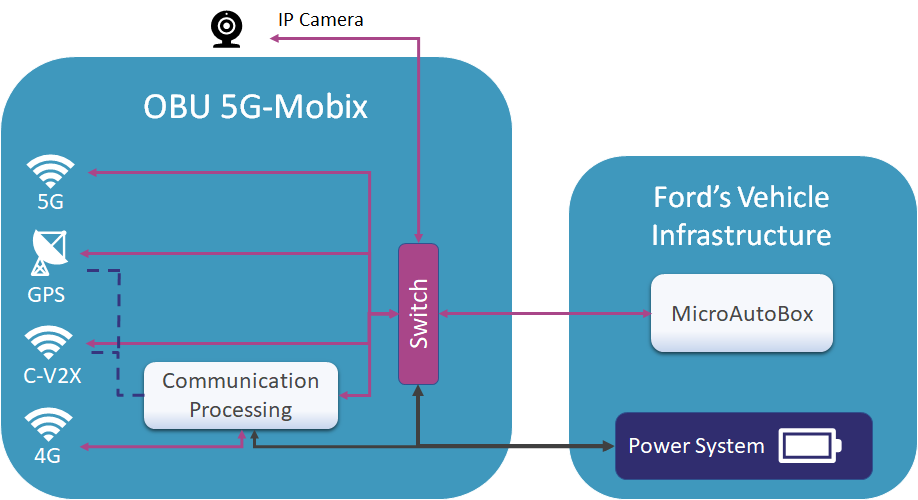 IP Camera
OBU 5G-Mobix
5G
GPS
C-V2X
4G
Communication
Processing
Switch
Ford's Vehicle
Infrastructure
MicroAutoBox
Power System